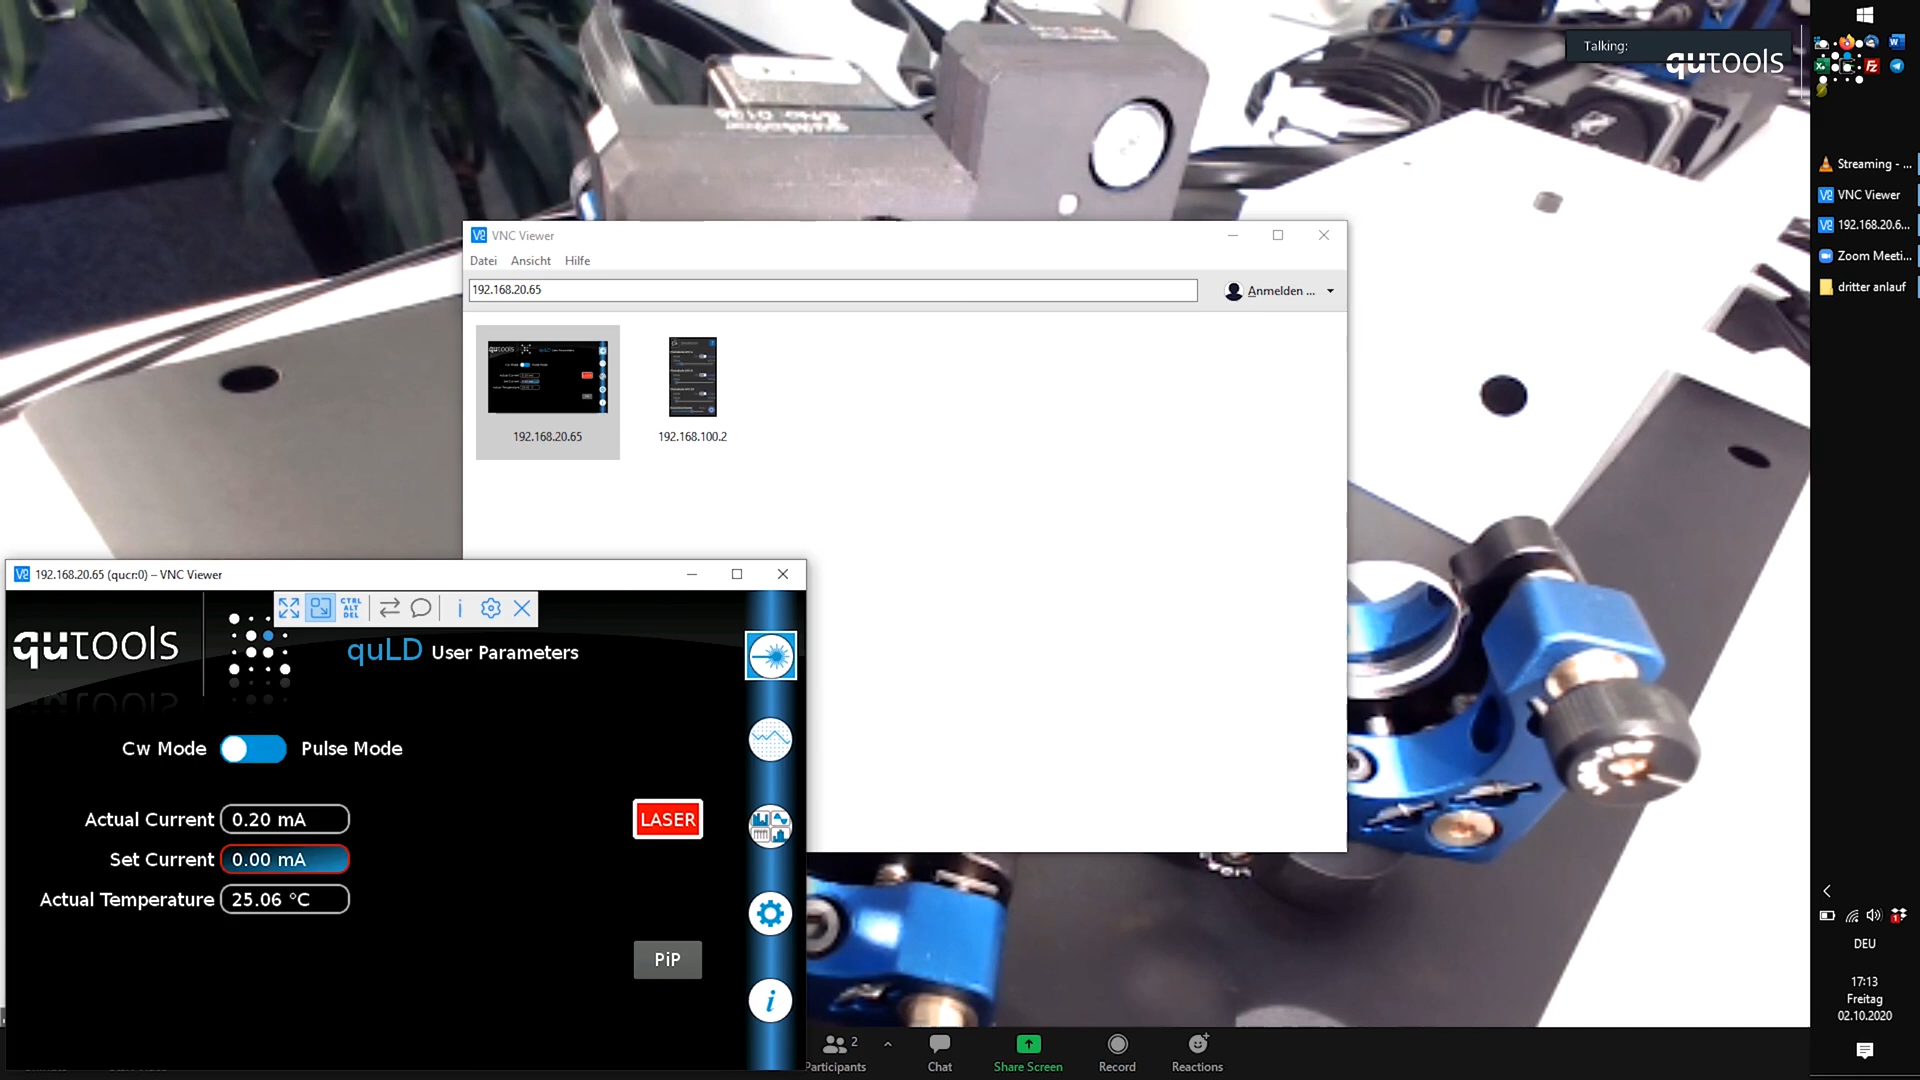 Talking:
qutools
Streaming - ...
VNC Viewer
192.168.20.6...
Zoom Meeti...
dritter anlauf
VNC Viewer
Datei Ansicht Hilfe
192.168.20.65
Anmelden ...
192.168.20.65
192.168.100.2
192.168.20.65 (qucr:0) – VNC Viewer
CTRL
ALT
DEL
qutools
quLD User Parameters
Cw Mode Pulse Mode
Actual Current 0.20 mA
LASER
Set Current 0.00 mA
Actual Temperature 25.06 °C
PiP
2
Participants
Chat
Share Screen
Record
Reactions
DEU
17:13
Freitag
02.10.2020